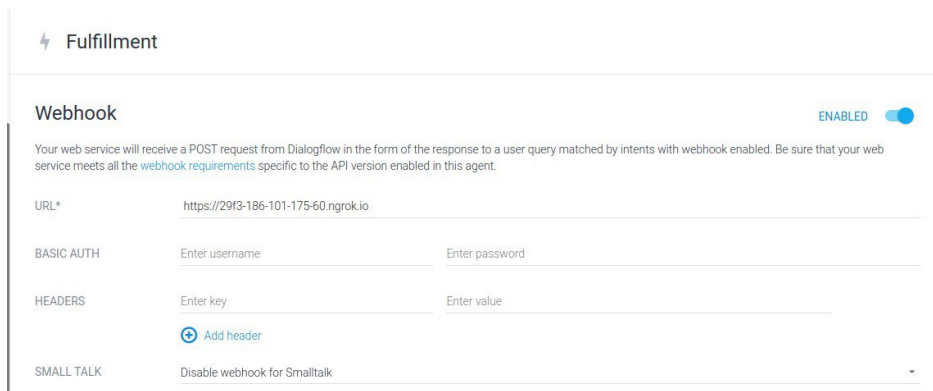 Fulfillment
Webhook
ENABLED
Your web service will receive a POST request from Dialogflow in the form of the response to a user query matched by intents with webhook enabled. Be sure that your web
service meets all the webhook requirements specific to the API version enabled in this agent.
URL*
https://29f3-186-101-175-60.ngrok.io
BASIC AUTH
Enter username
Enter password
HEADERS
Enter key
Enter value
Add header
SMALL TALK
Disable webhook for Smalltalk